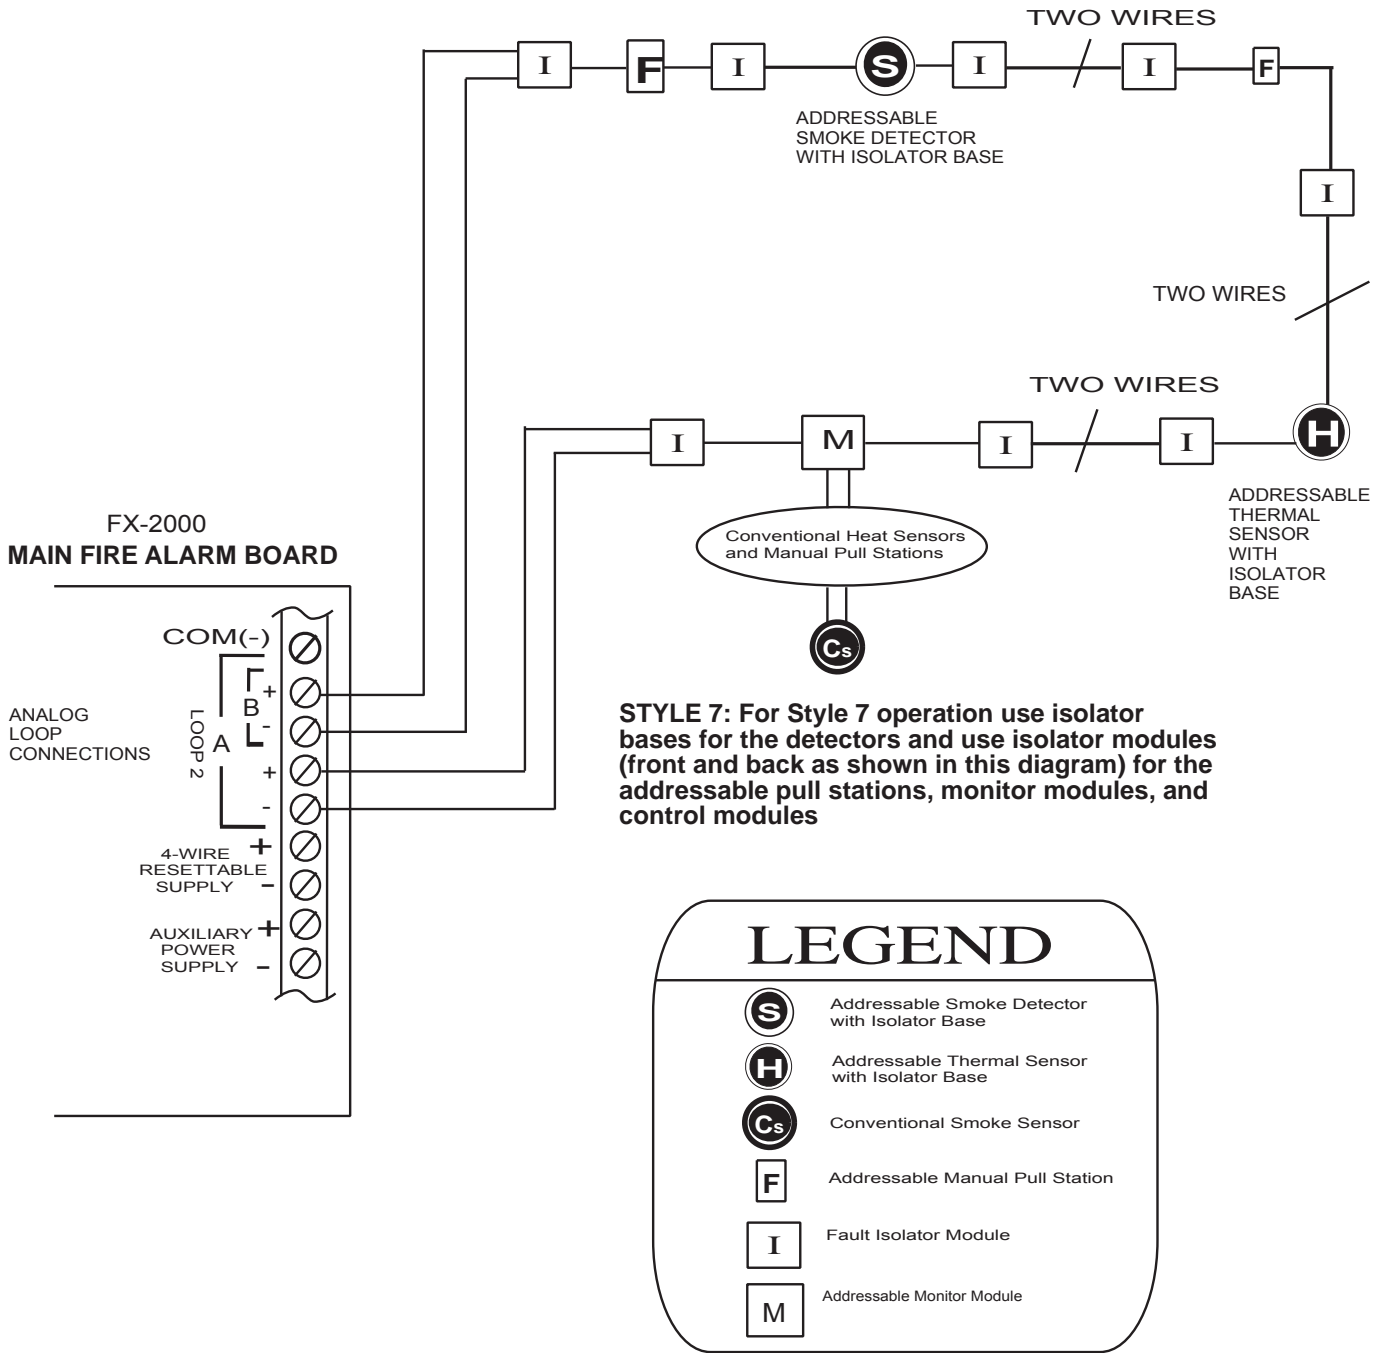 TWO WIRES
I
F
I
S
I
I
F
ADDRESSABLE
SMOKE DETECTOR
WITH ISOLATOR BASE
I
TWO WIRES
TWO WIRES
I
M
I
I
H
ADDRESSABLE
THERMAL
SENSOR
WITH
ISOLATOR
BASE
Conventional Heat Sensors
and Manual Pull Stations
Cs
FX-2000
MAIN FIRE ALARM BOARD
COM(-)
ANALOG
LOOP
CONNECTIONS
LOOP 2
A
B
+
-
+
-
4-WIRE
RESETTABLE
SUPPLY
+
-
AUXILIARY
POWER
SUPPLY
+
-
STYLE 7: For Style 7 operation use isolator
bases for the detectors and use isolator modules
(front and back as shown in this diagram) for the
addressable pull stations, monitor modules, and
control modules
LEGEND
S Addressable Smoke Detector
with Isolator Base
H Addressable Thermal Sensor
with Isolator Base
Cs Conventional Smoke Sensor
F Addressable Manual Pull Station
I Fault Isolator Module
M Addressable Monitor Module